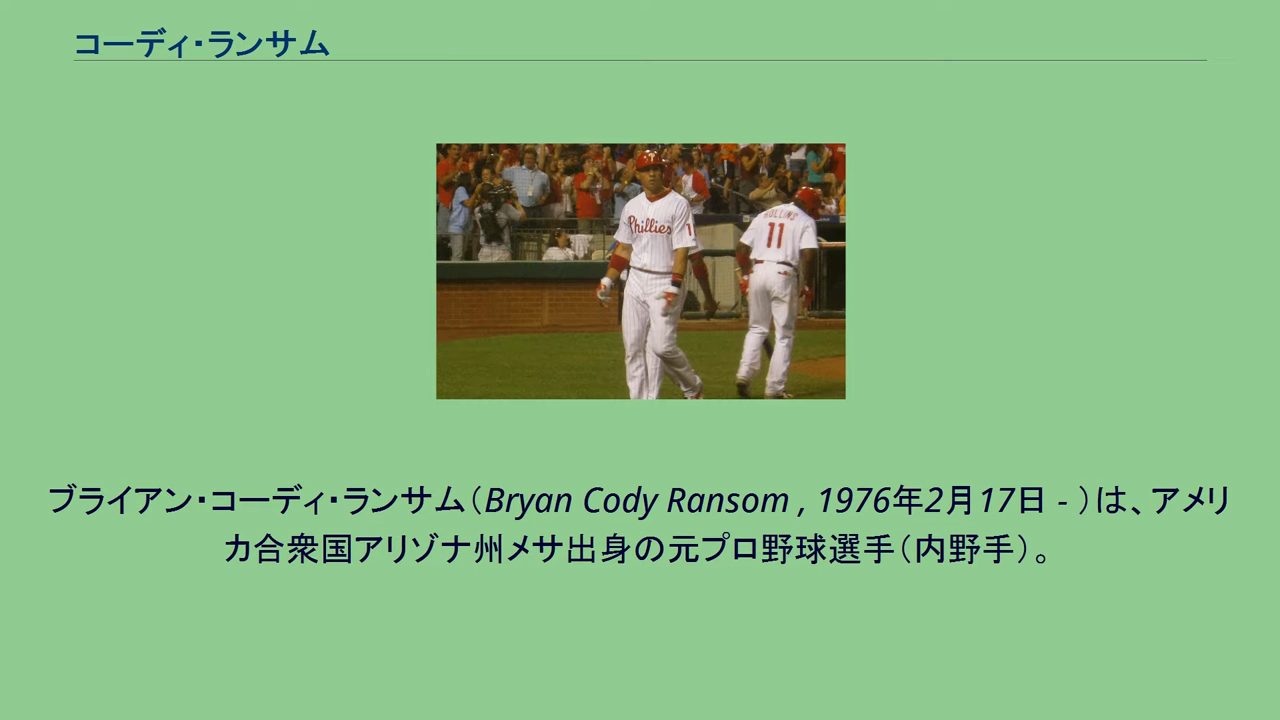 コーディ・ランサム
Phillies 1
ROLLINS
11
ブライアン・コーディ・ランサム（Bryan Cody Ransom , 1976年2月17日 - ）は、アメリ
カ合衆国アリゾナ州メサ出身の元プロ野球選手（内野手）。